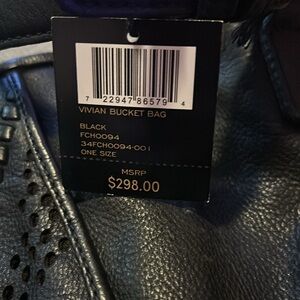 7 22947 86579 4
VIVIAN BUCKET BAG
BLACK
FCH0094
34FCH0094-001
ONE SIZE
MSRP
$298.00